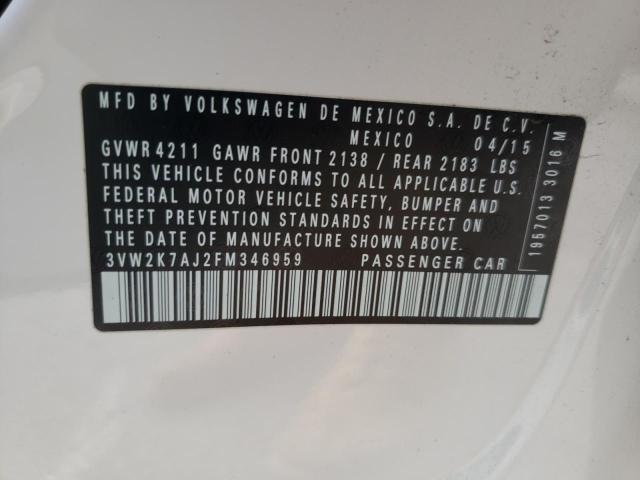 MFD BY VOLKSWAGEN DE MEXICO S.A. DE C.V.
MEXICO 04/15
GVWR 4211 GAWR FRONT 2138 / REAR 2183 LBS
THIS VEHICLE CONFORMS TO ALL APPLICABLE U.S.
FEDERAL MOTOR VEHICLE SAFETY, BUMPER AND
THEFT PREVENTION STANDARDS IN EFFECT ON
THE DATE OF MANUFACTURE SHOWN ABOVE.
3VW2K7AJ2FM346959 PASSENGER CAR
1957013 3016 M